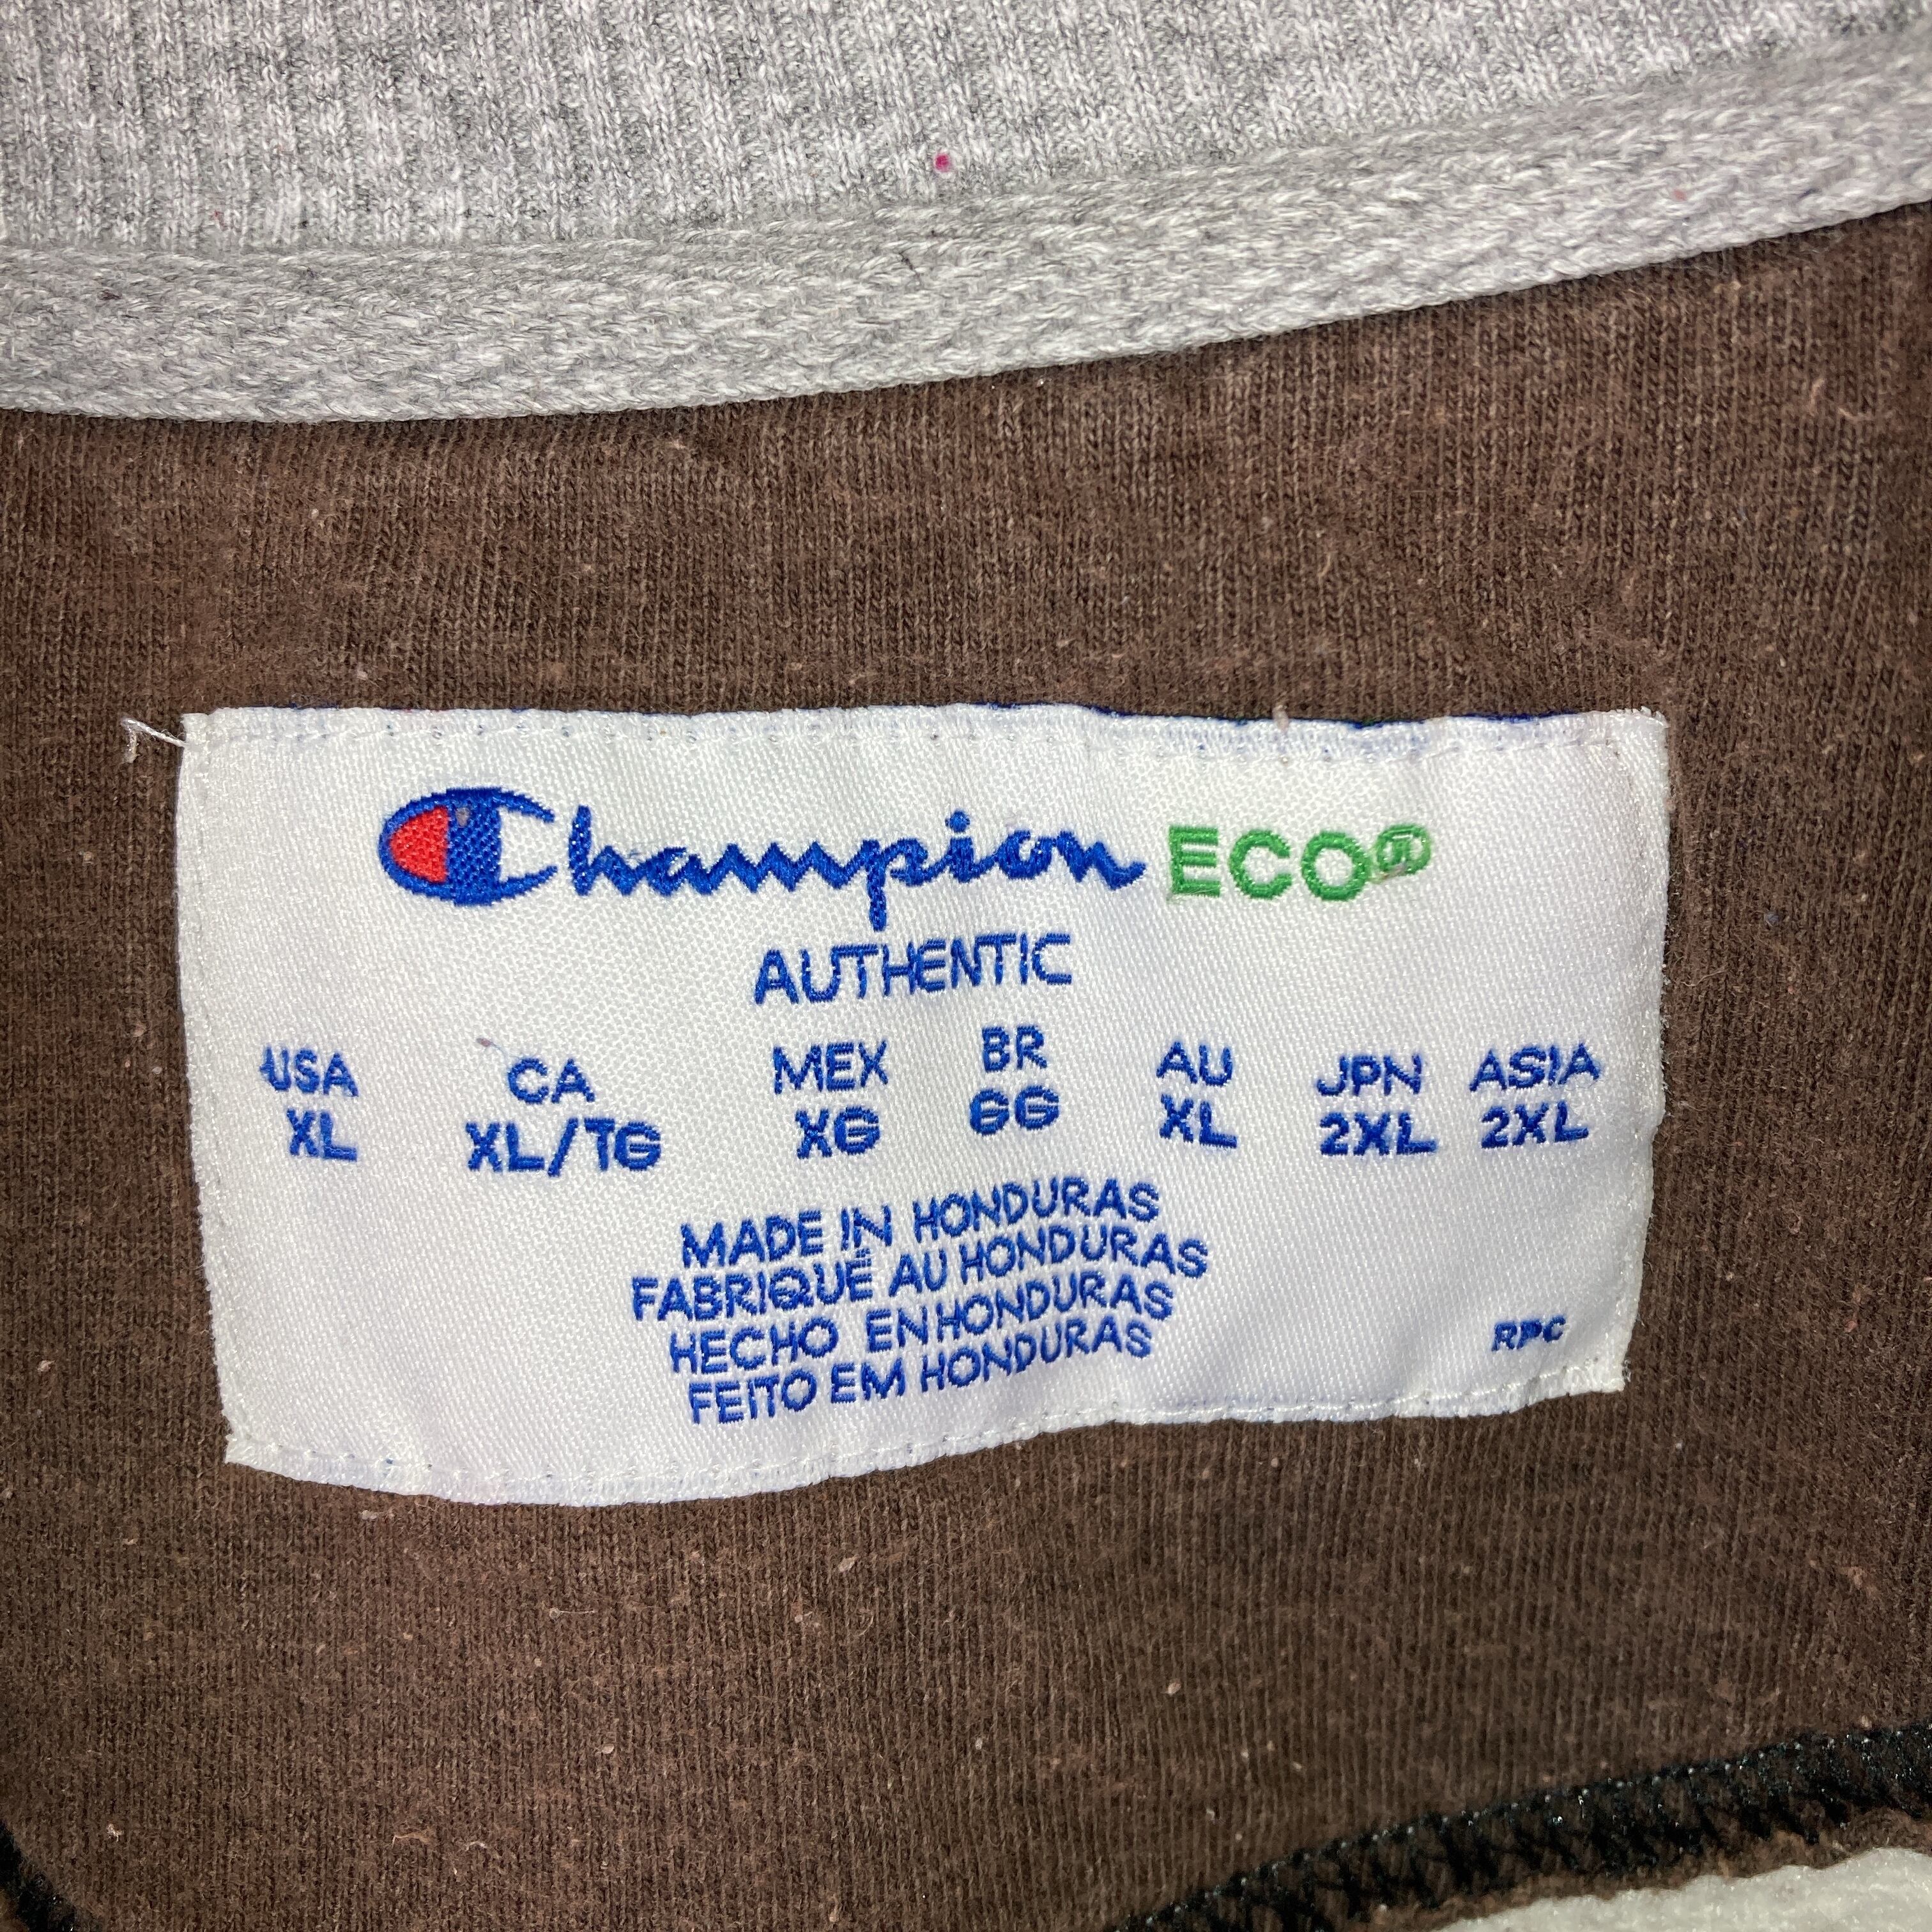 Champion ECO®
AUTHENTIC
USA CA MEX BR AU JPN ASIA
XL XL/TG XG GG XL 2XL 2XL
MADE IN HONDURAS
FABRIQUÉ AU HONDURAS
HECHO EN HONDURAS
FEITO EM HONDURAS
RPC